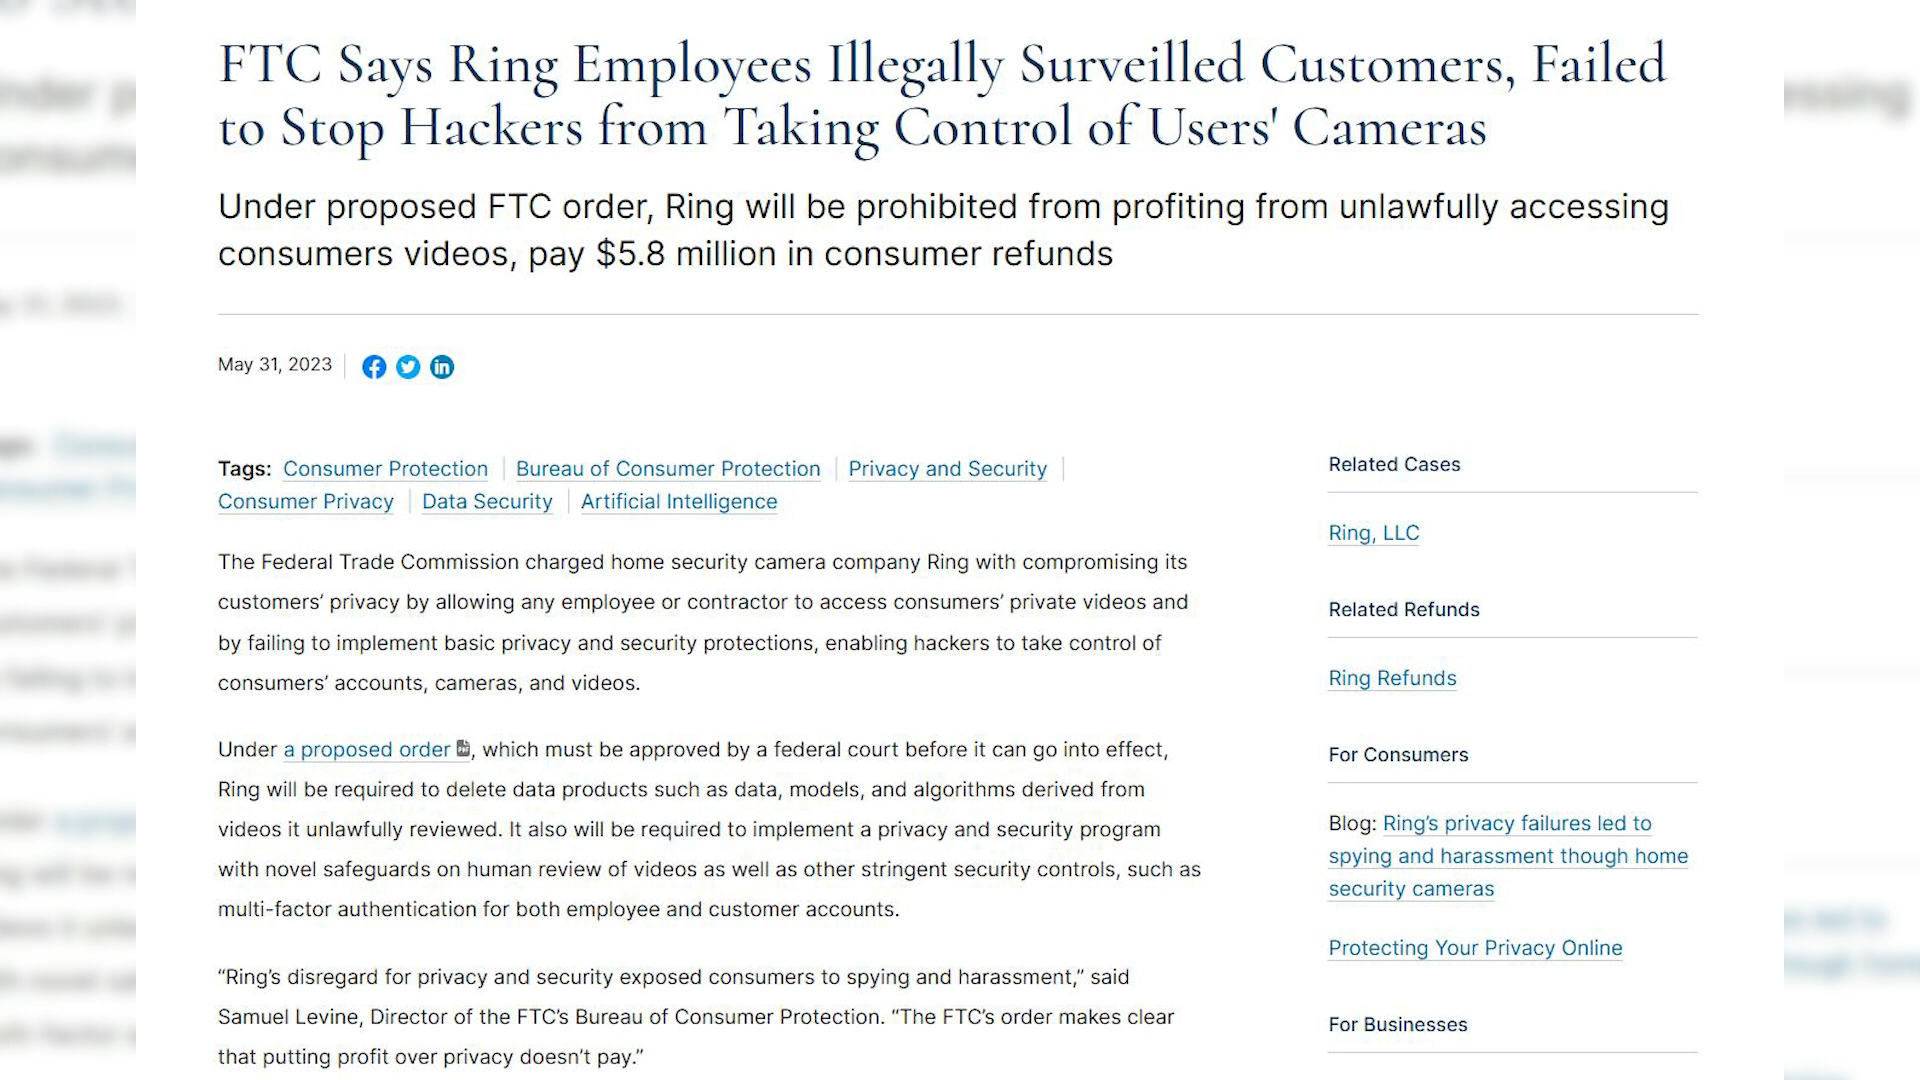 FTC Says Ring Employees Illegally Surveilled Customers, Failed
to Stop Hackers from Taking Control of Users' Cameras
Under proposed FTC order, Ring will be prohibited from profiting from unlawfully accessing
consumers videos, pay $5.8 million in consumer refunds
May 31, 2023
Tags: Consumer Protection | Bureau of Consumer Protection | Privacy and Security |
Consumer Privacy | Data Security | Artificial Intelligence
The Federal Trade Commission charged home security camera company Ring with compromising its
customers’ privacy by allowing any employee or contractor to access consumers’ private videos and
by failing to implement basic privacy and security protections, enabling hackers to take control of
consumers’ accounts, cameras, and videos.
Under a proposed order, which must be approved by a federal court before it can go into effect,
Ring will be required to delete data products such as data, models, and algorithms derived from
videos it unlawfully reviewed. It also will be required to implement a privacy and security program
with novel safeguards on human review of videos as well as other stringent security controls, such as
multi-factor authentication for both employee and customer accounts.
“Ring’s disregard for privacy and security exposed consumers to spying and harassment,” said
Samuel Levine, Director of the FTC’s Bureau of Consumer Protection. “The FTC’s order makes clear
that putting profit over privacy doesn’t pay.”
Related Cases
Ring, LLC
Related Refunds
Ring Refunds
For Consumers
Blog: Ring’s privacy failures led to
spying and harassment though home
security cameras
Protecting Your Privacy Online
For Businesses